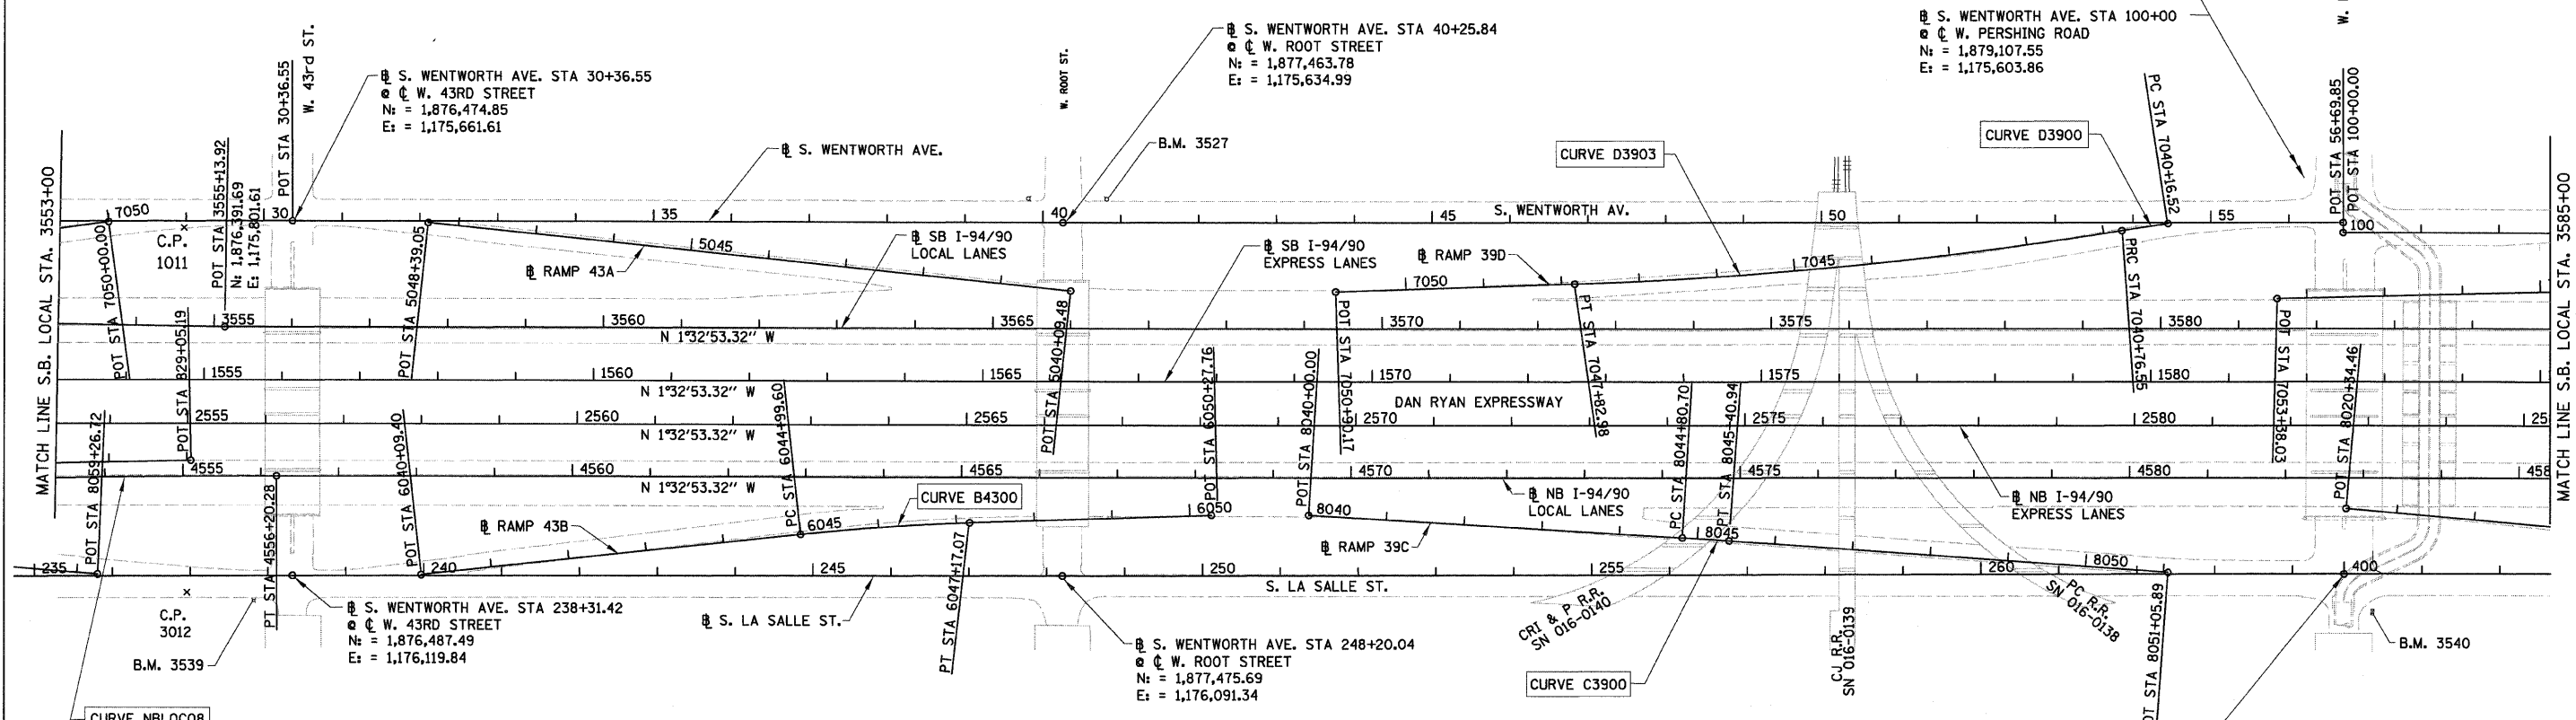 MATCH LINE S.B. LOCAL STA. 3553+00
POT STA 30+36.55
W. 43rd ST.
℄ S. WENTWORTH AVE. STA 30+36.55
@ ℄ W. 43RD STREET
N: = 1,876,474.85
E: = 1,175,661.61
W. ROOT ST.
℄ S. WENTWORTH AVE. STA 40+25.84
@ ℄ W. ROOT STREET
N: = 1,877,463.78
E: = 1,175,634.99
℄ S. WENTWORTH AVE. STA 100+00
@ ℄ W. PERSHING ROAD
N: = 1,879,107.55
E: = 1,175,603.86
PC STA 7040+16.52
POT STA 56+69.85
POT STA 100+00.00
℄ S. WENTWORTH AVE.
B.M. 3527
CURVE D3903
CURVE D3900
7050 30 35 40 45 50 55 100
S. WENTWORTH AV.
C.P.
1011
POT STA 7050+00.00
POT STA 3555+13.92
N: 1,876,391.69
E: 1,175,801.61
POT STA 5048+39.05
5045
℄ RAMP 43A
℄ SB I-94/90
LOCAL LANES
℄ SB I-94/90
EXPRESS LANES
℄ RAMP 39D
7050 7045
3555 3560 3565 3570 3575 3580
N 1°32'53.32" W
POT STA 829+05.19
POT STA 5040+09.48
POT STA 7050+90.17
PT STA 7047+82.98
PRC STA 7040+76.55
POT STA 7053+38.03
1555 1560 1565 1570 1575 1580
N 1°32'53.32" W
DAN RYAN EXPRESSWAY
2555 2560 2565 2570 2575 2580 25
N 1°32'53.32" W
POT STA 8059+26.72
POT STA 6040+09.40
PC STA 6044+99.60
POT STA 6050+27.76
POT STA 8040+00.00
PC STA 8044+80.70
PT STA 8045+40.94
POT STA 8020+34.46
4555 4560 4565 4570 4575 4580 458
N 1°32'53.32" W
CURVE B4300
℄ NB I-94/90
LOCAL LANES
℄ NB I-94/90
EXPRESS LANES
℄ RAMP 43B
6045 6050 8040 8045 8050
℄ RAMP 39C
PT STA 4556+20.28
PT STA 6047+17.07
235 240 245 250 255 260 400
S. LA SALLE ST.
℄ S. LA SALLE ST.
C.P.
3012
B.M. 3539
℄ S. WENTWORTH AVE. STA 238+31.42
@ ℄ W. 43RD STREET
N: = 1,876,487.49
E: = 1,176,119.84
℄ S. WENTWORTH AVE. STA 248+20.04
@ ℄ W. ROOT STREET
N: = 1,877,475.69
E: = 1,176,091.34
CRI & P R.R.
SN 016-0140
CURVE C3900
CJ R.R.
SN 016-0139
PC R.R.
SN 016-0138
OT STA 8051+05.89
B.M. 3540
CURVE NBLOC08
MATCH LINE S.B. LOCAL STA. 3585+00